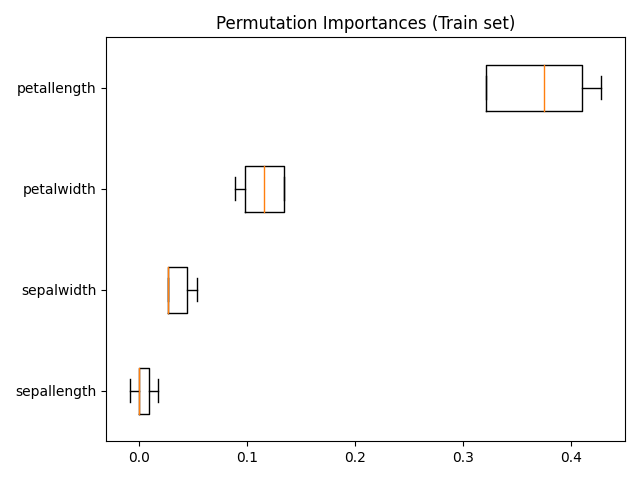 Permutation Importances (Train set)
petallength
petalwidth
sepalwidth
sepallength
0.0 0.1 0.2 0.3 0.4